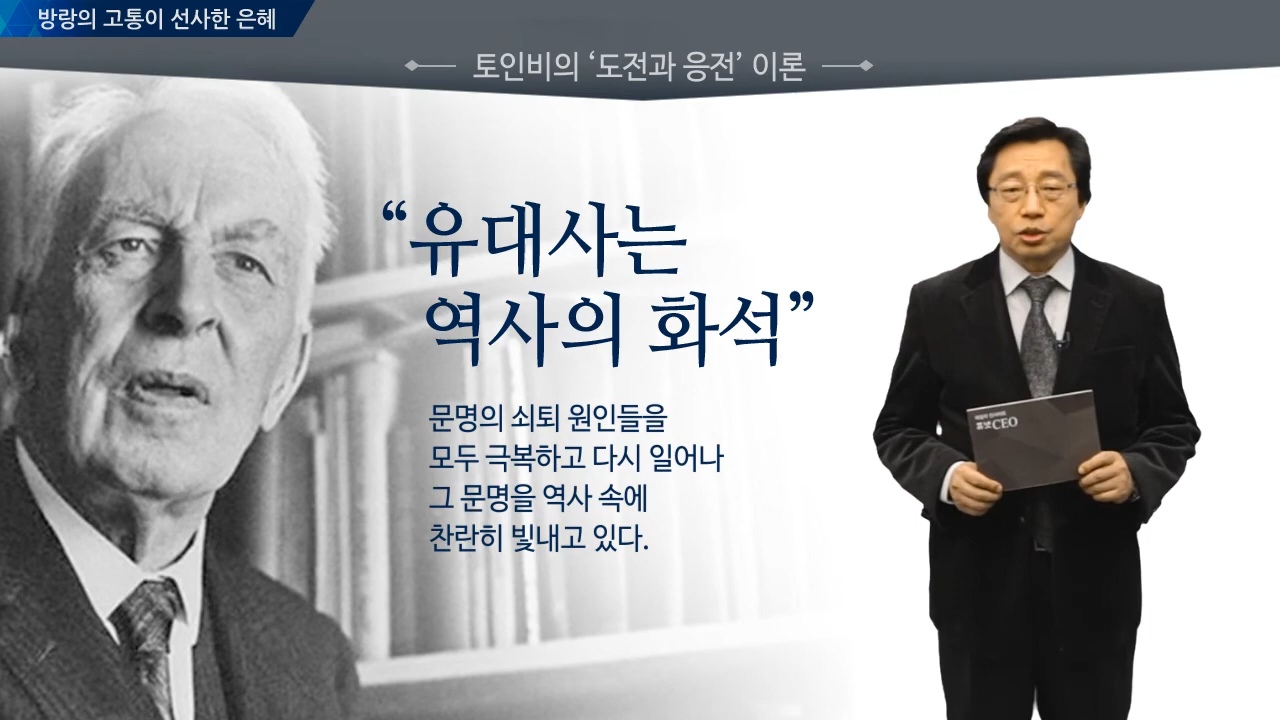 방랑의 고통이 선사한 은혜
토인비의 ‘도전과 응전’ 이론
“유대사는
역사의 화석”
문명의 쇠퇴 원인들을
모두 극복하고 다시 일어나
그 문명을 역사 속에
찬란히 빛내고 있다.
CEO